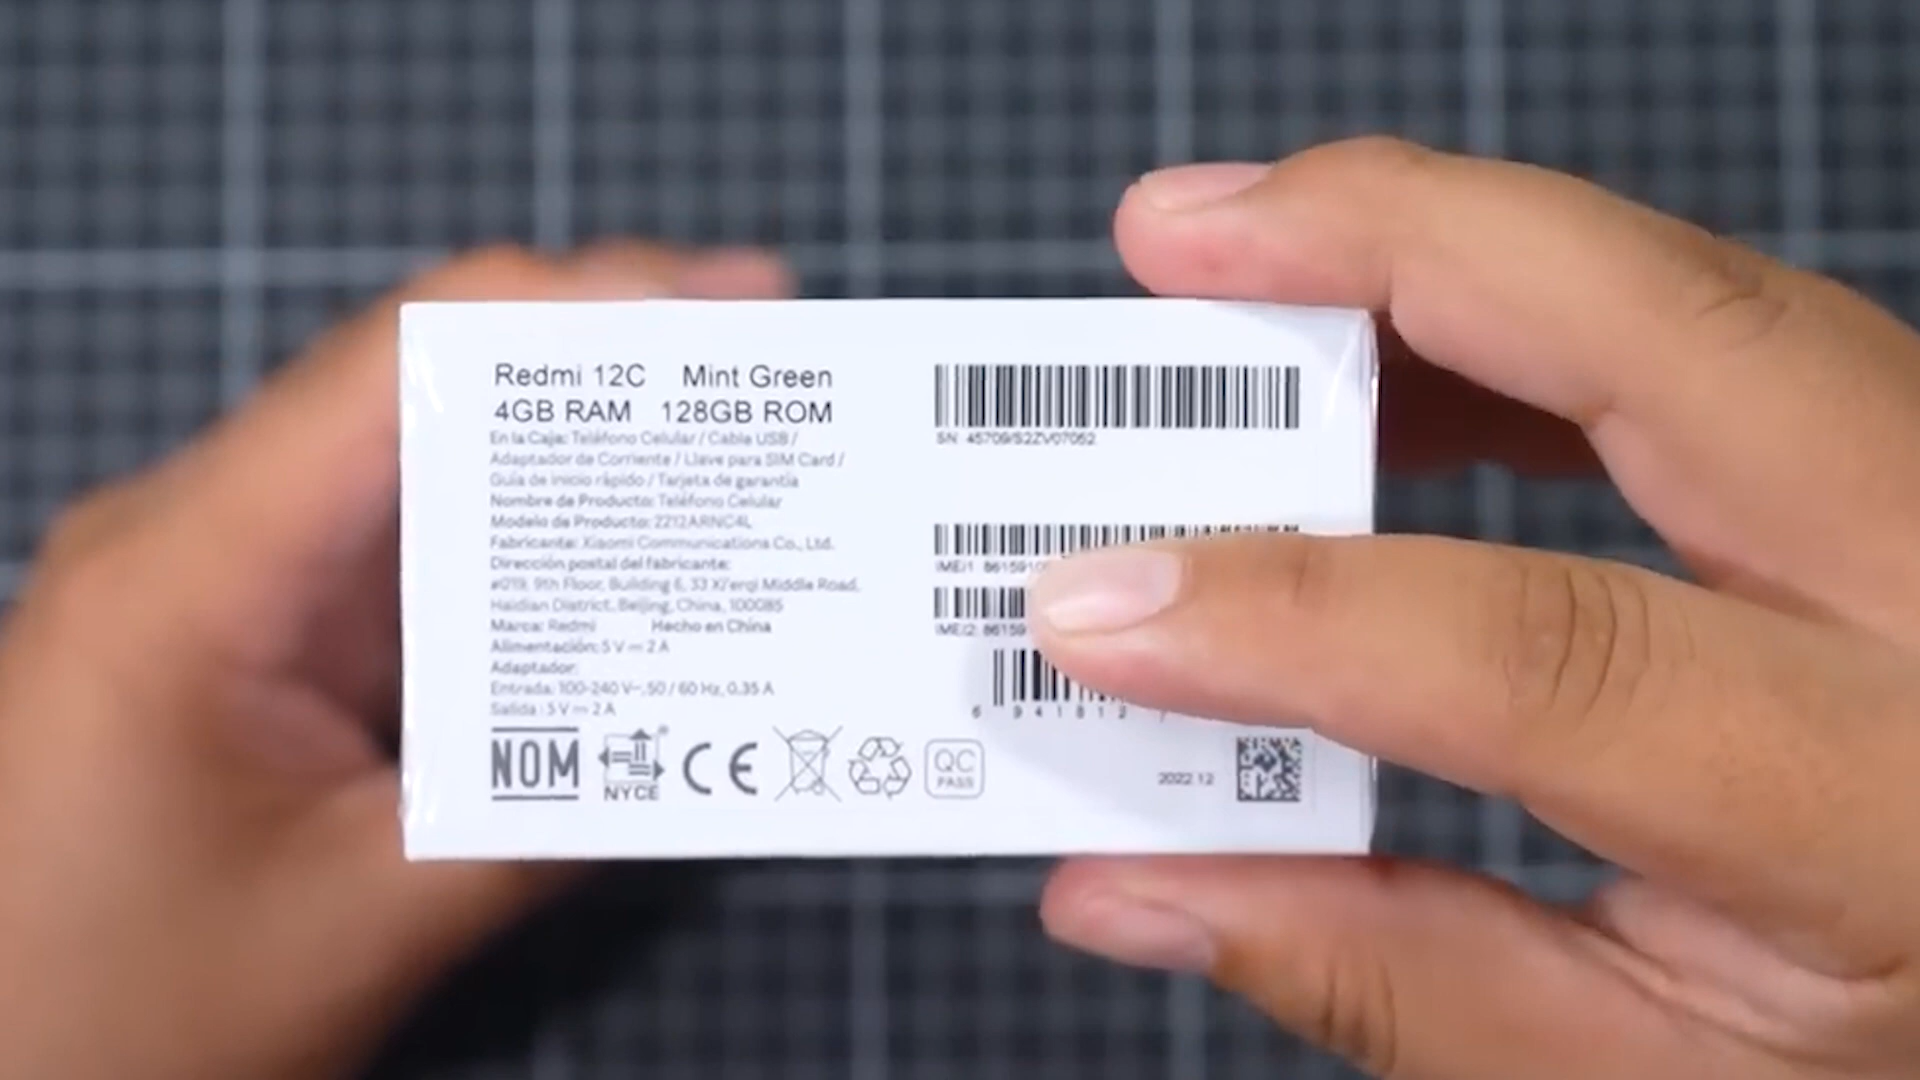 Redmi 12C Mint Green
4GB RAM 128GB ROM
En la Caja: Teléfono Celular / Cable USB /
Adaptador de Corriente / Llave para SIM Card /
Guía de inicio rápido / Tarjeta de garantía
Nombre de Producto: Teléfono Celular
Modelo de Producto: 2212ARNC4L
Fabricante: Xiaomi Communications Co., Ltd.
Dirección postal del fabricante:
#019, 9th Floor, Building 6, 33 Xi'erqi Middle Road,
Haidian District, Beijing, China, 100085
Marca: Redmi Hecho en China
Alimentación: 5 V ⎓ 2 A
Adaptador:
Entrada: 100-240 V~, 50 / 60 Hz, 0.35 A
Salida : 5 V ⎓ 2 A
NOM
NYCE
CE
QC
PASS
SN:
IMEI1: 861591
IMEI2: 86159
6 941812
2022.12